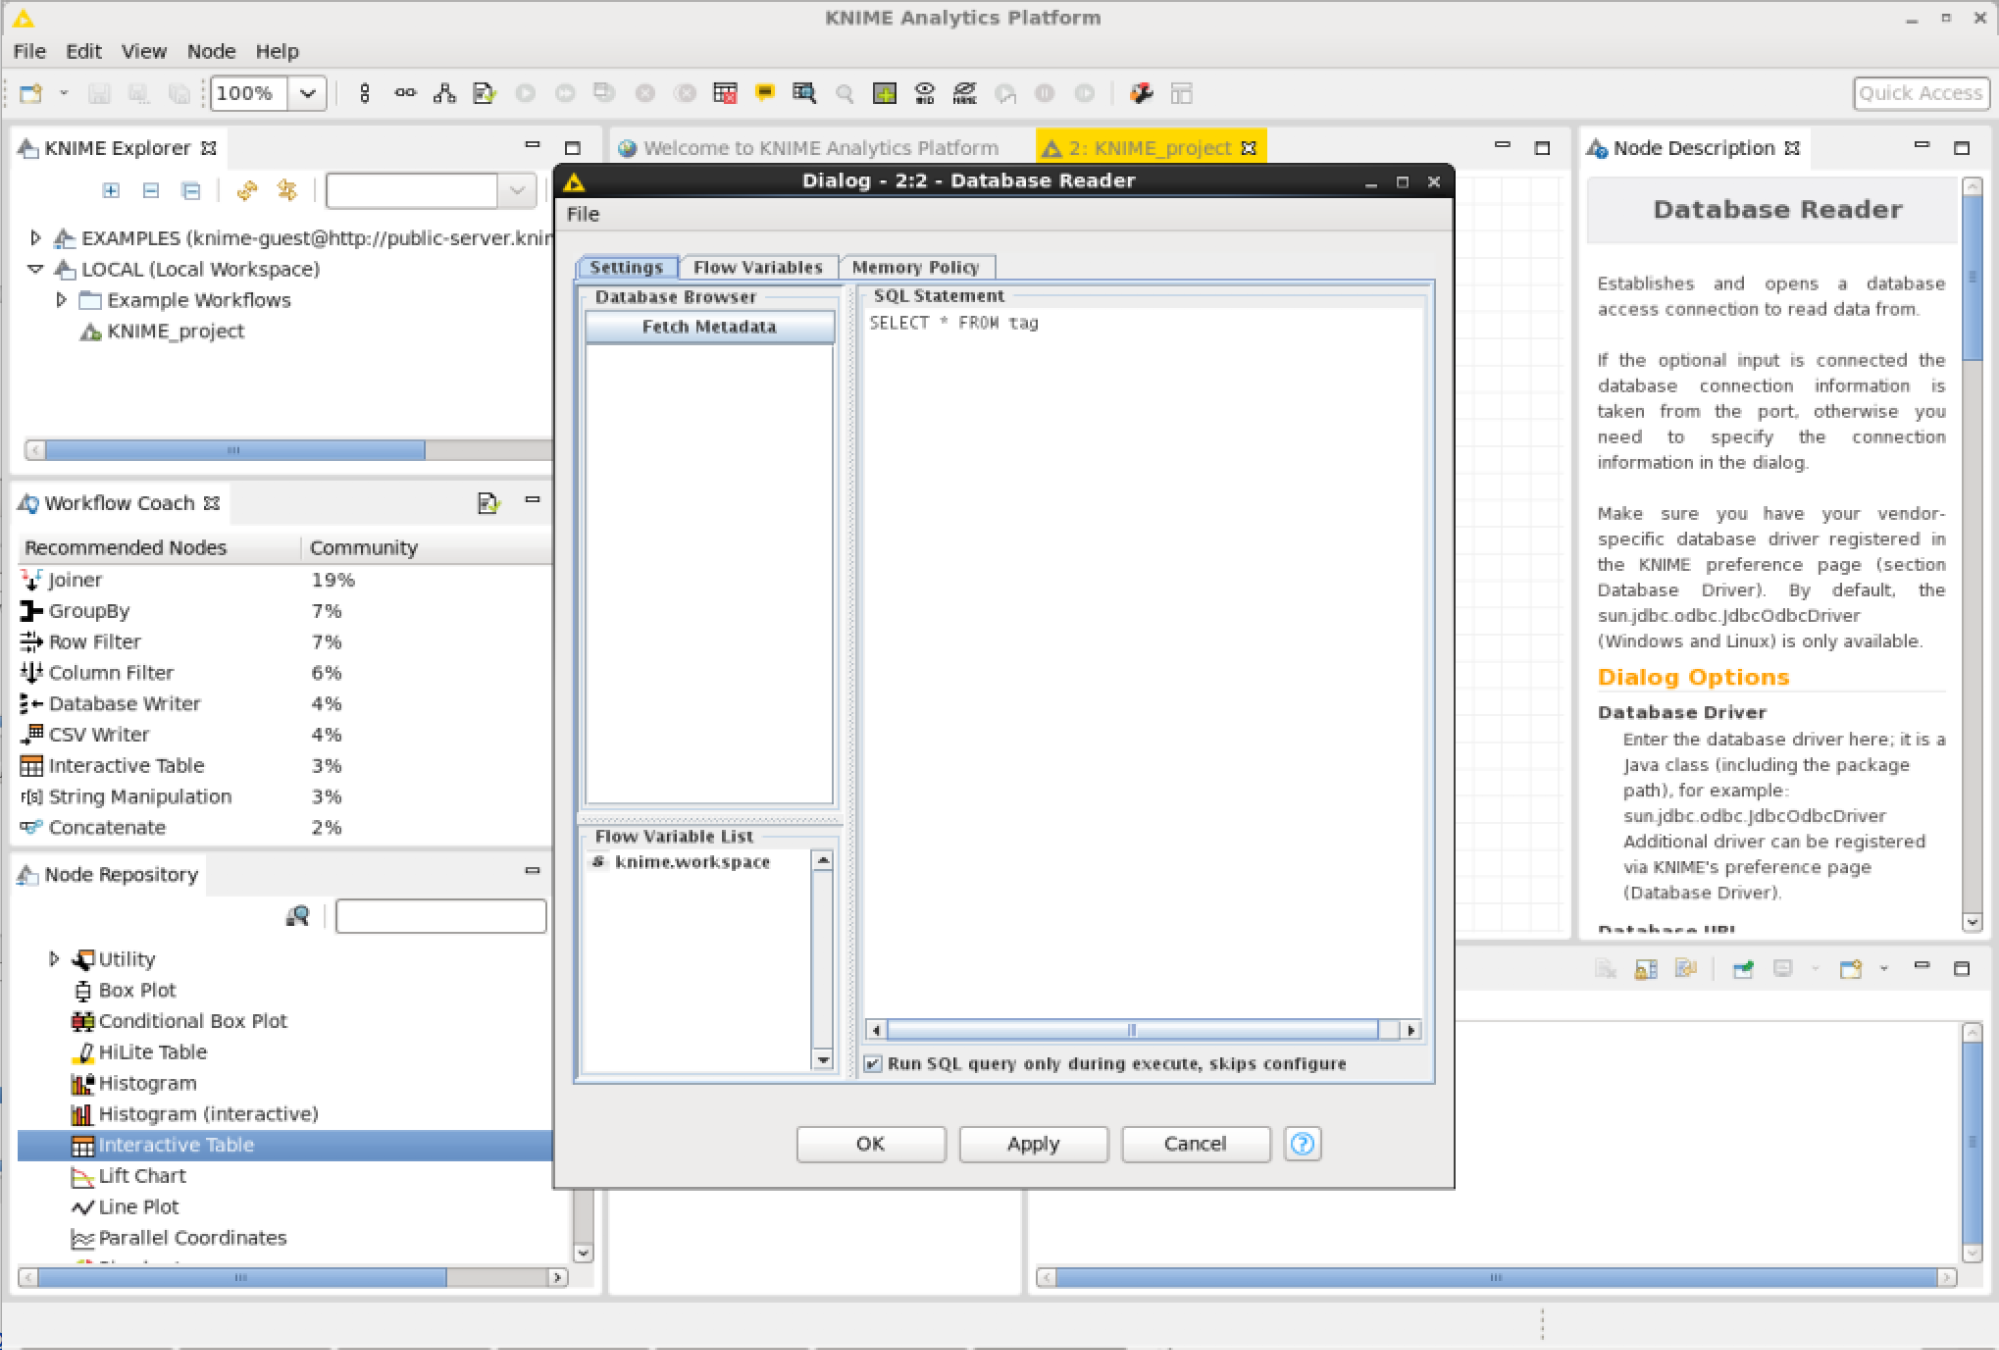 KNIME Analytics Platform
File Edit View Node Help
100%
Quick Access
KNIME Explorer
EXAMPLES (knime-guest@http://public-server.knin
LOCAL (Local Workspace)
Example Workflows
KNIME_project
Workflow Coach
Recommended Nodes Community
Joiner 19%
GroupBy 7%
Row Filter 7%
Column Filter 6%
Database Writer 4%
CSV Writer 4%
Interactive Table 3%
String Manipulation 3%
Concatenate 2%
Node Repository
Utility
Box Plot
Conditional Box Plot
HiLite Table
Histogram
Histogram (interactive)
Interactive Table
Lift Chart
Line Plot
Parallel Coordinates
Welcome to KNIME Analytics Platform
2: KNIME_project
Dialog - 2:2 - Database Reader
File
Settings Flow Variables Memory Policy
Database Browser
Fetch Metadata
SQL Statement
SELECT * FROM tag
Flow Variable List
s knime.workspace
Run SQL query only during execute, skips configure
OK Apply Cancel ?
Node Description
Database Reader
Establishes and opens a database
access connection to read data from.
If the optional input is connected the
database connection information is
taken from the port, otherwise you
need to specify the connection
information in the dialog.
Make sure you have your vendor-
specific database driver registered in
the KNIME preference page (section
Database Driver). By default, the
sun.jdbc.odbc.JdbcOdbcDriver
(Windows and Linux) is only available.
Dialog Options
Database Driver
Enter the database driver here; it is a
Java class (including the package
path), for example:
sun.jdbc.odbc.JdbcOdbcDriver
Additional driver can be registered
via KNIME's preference page
(Database Driver).
Database URL